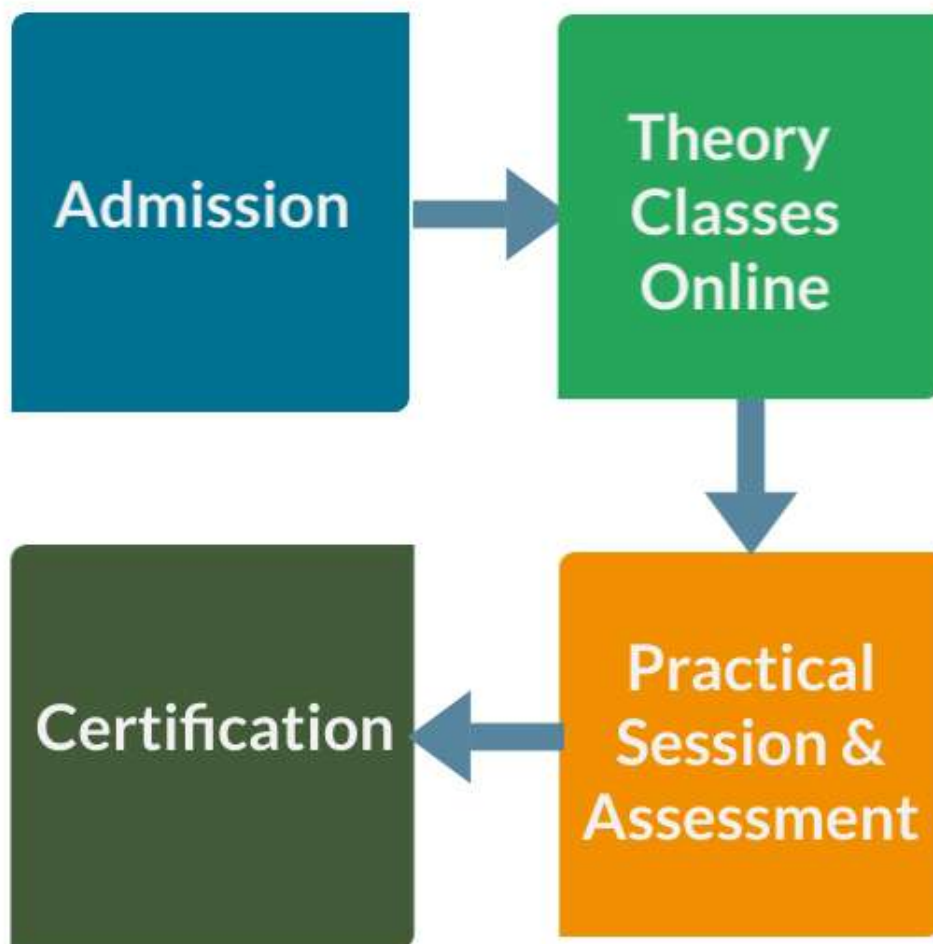 Admission
Theory
Classes
Online
Practical
Session &
Assessment
Certification